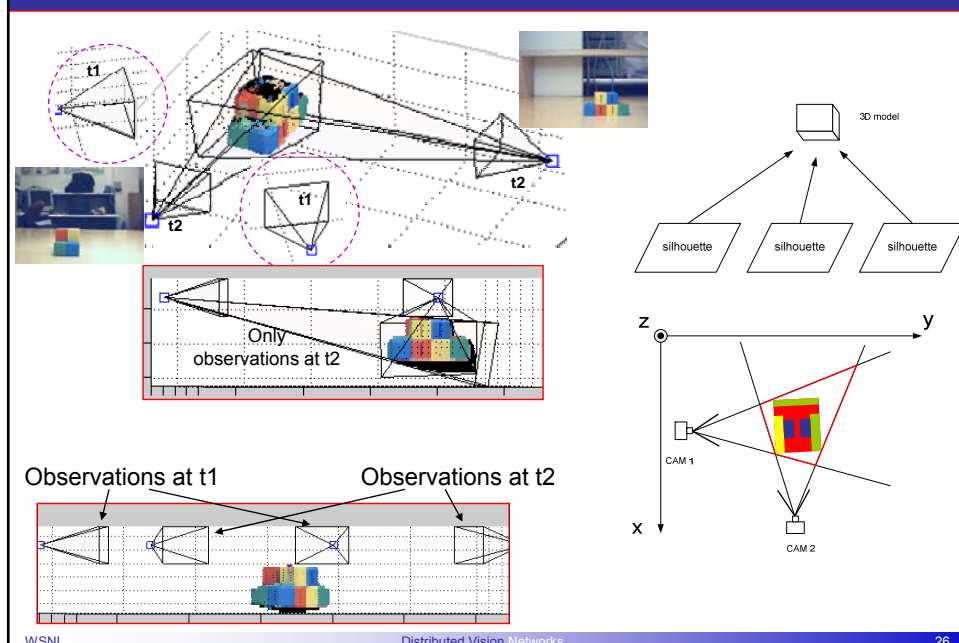 t1
t2
t1
t2
3D model
silhouette
silhouette
silhouette
Only
observations at t2
z
y
CAM 1
x
CAM 2
Observations at t1
Observations at t2
WSNL
Distributed Vision Networks
26